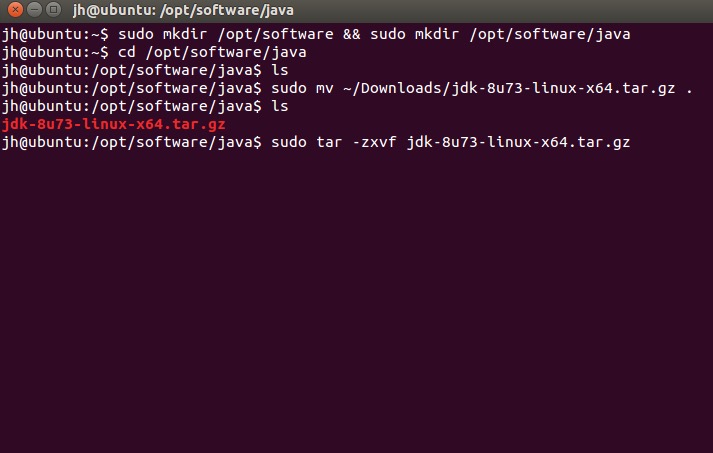 jh@ubuntu: /opt/software/java
jh@ubuntu:~$ sudo mkdir /opt/software && sudo mkdir /opt/software/java
jh@ubuntu:~$ cd /opt/software/java
jh@ubuntu:/opt/software/java$ ls
jh@ubuntu:/opt/software/java$ sudo mv ~/Downloads/jdk-8u73-linux-x64.tar.gz .
jh@ubuntu:/opt/software/java$ ls
jdk-8u73-linux-x64.tar.gz
jh@ubuntu:/opt/software/java$ sudo tar -zxvf jdk-8u73-linux-x64.tar.gz